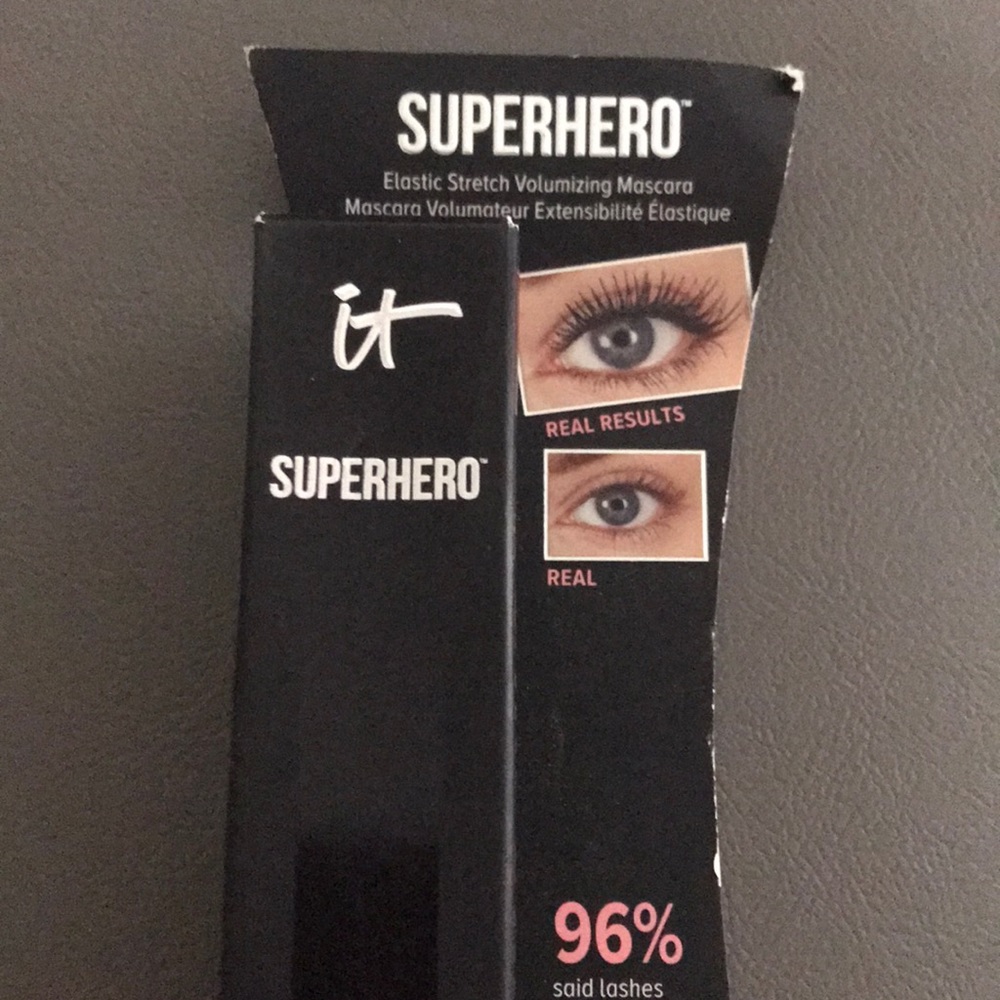 SUPERHERO™
Elastic Stretch Volumizing Mascara
Mascara Volumateur Extensibilité Élastique
it
SUPERHERO™
REAL RESULTS
REAL
96%
said lashes